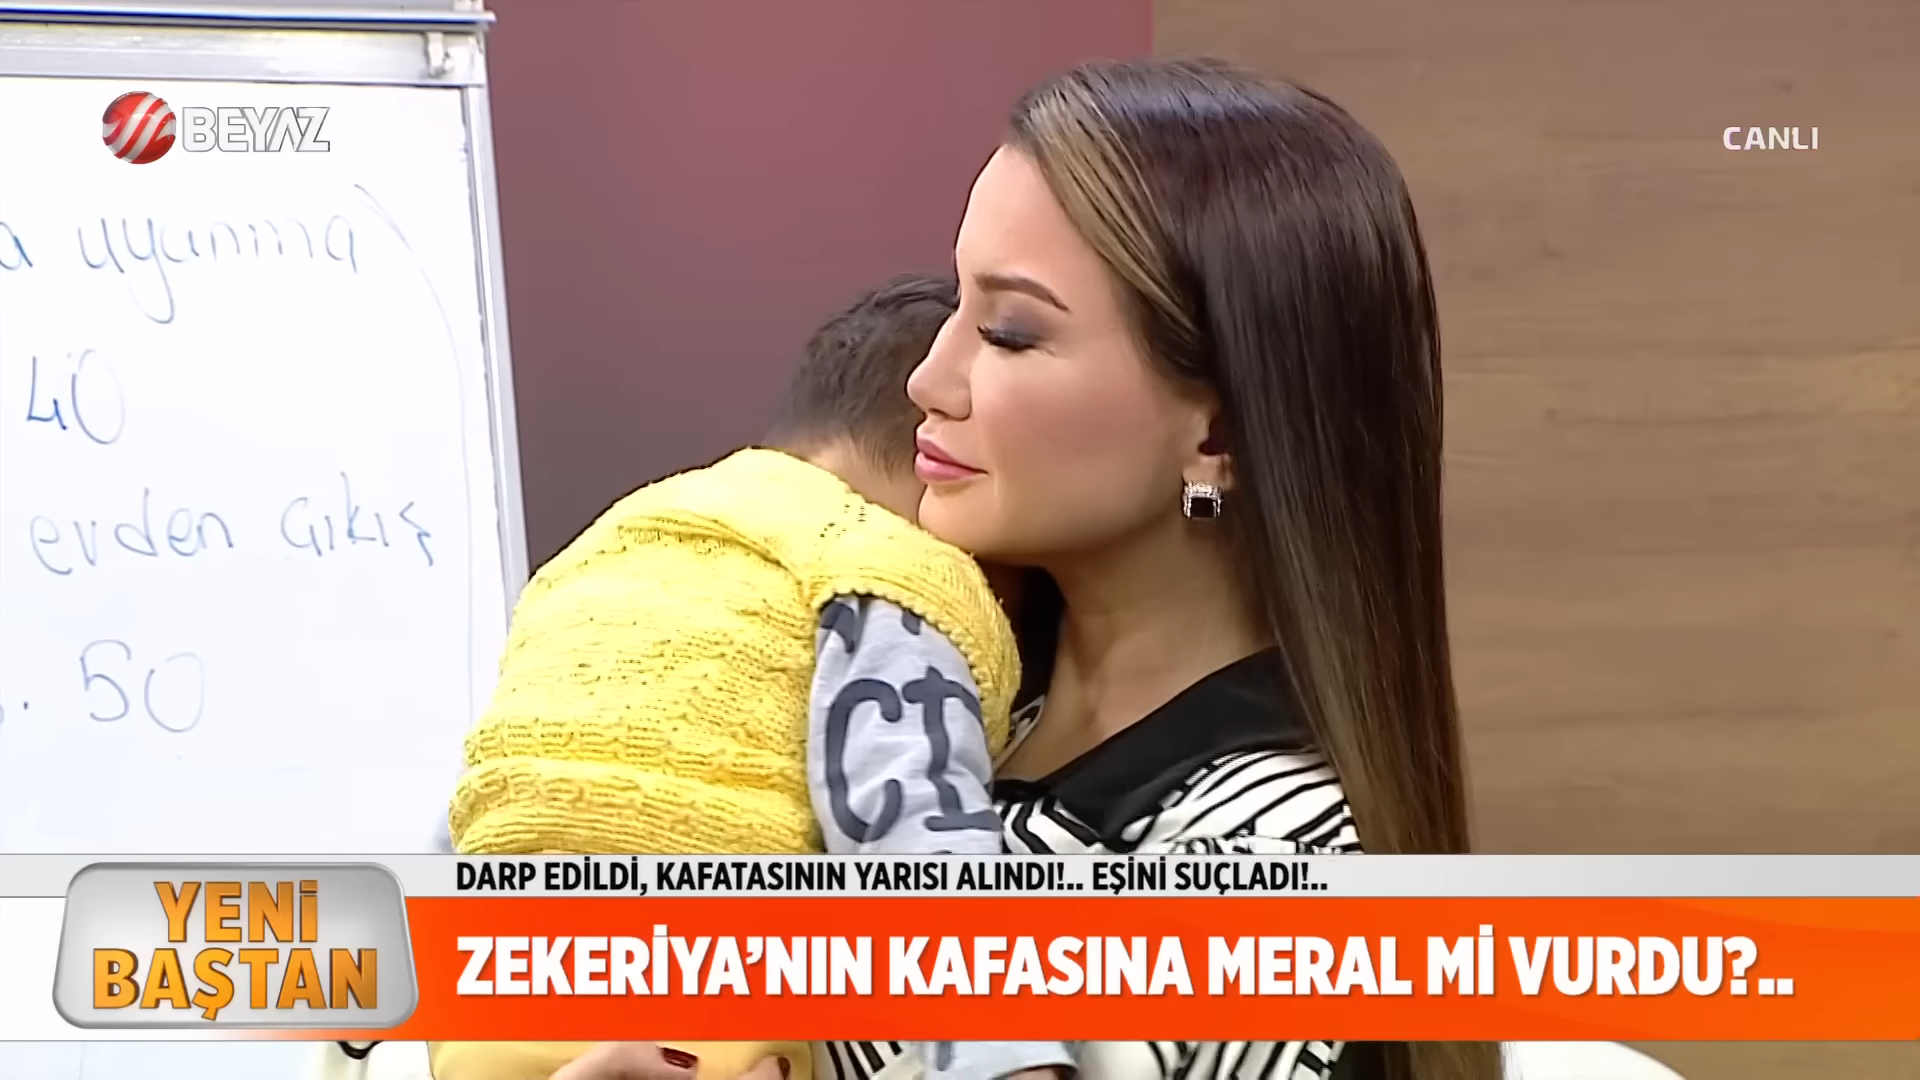 BEYAZ
CANLI
a uyanma
40
evden çıkış
. 50
CT
DARP EDİLDİ, KAFATASININ YARISI ALINDI!.. EŞİNİ SUÇLADI!..
YENİ
BAŞTAN
ZEKERİYA'NIN KAFASINA MERAL Mİ VURDU?..